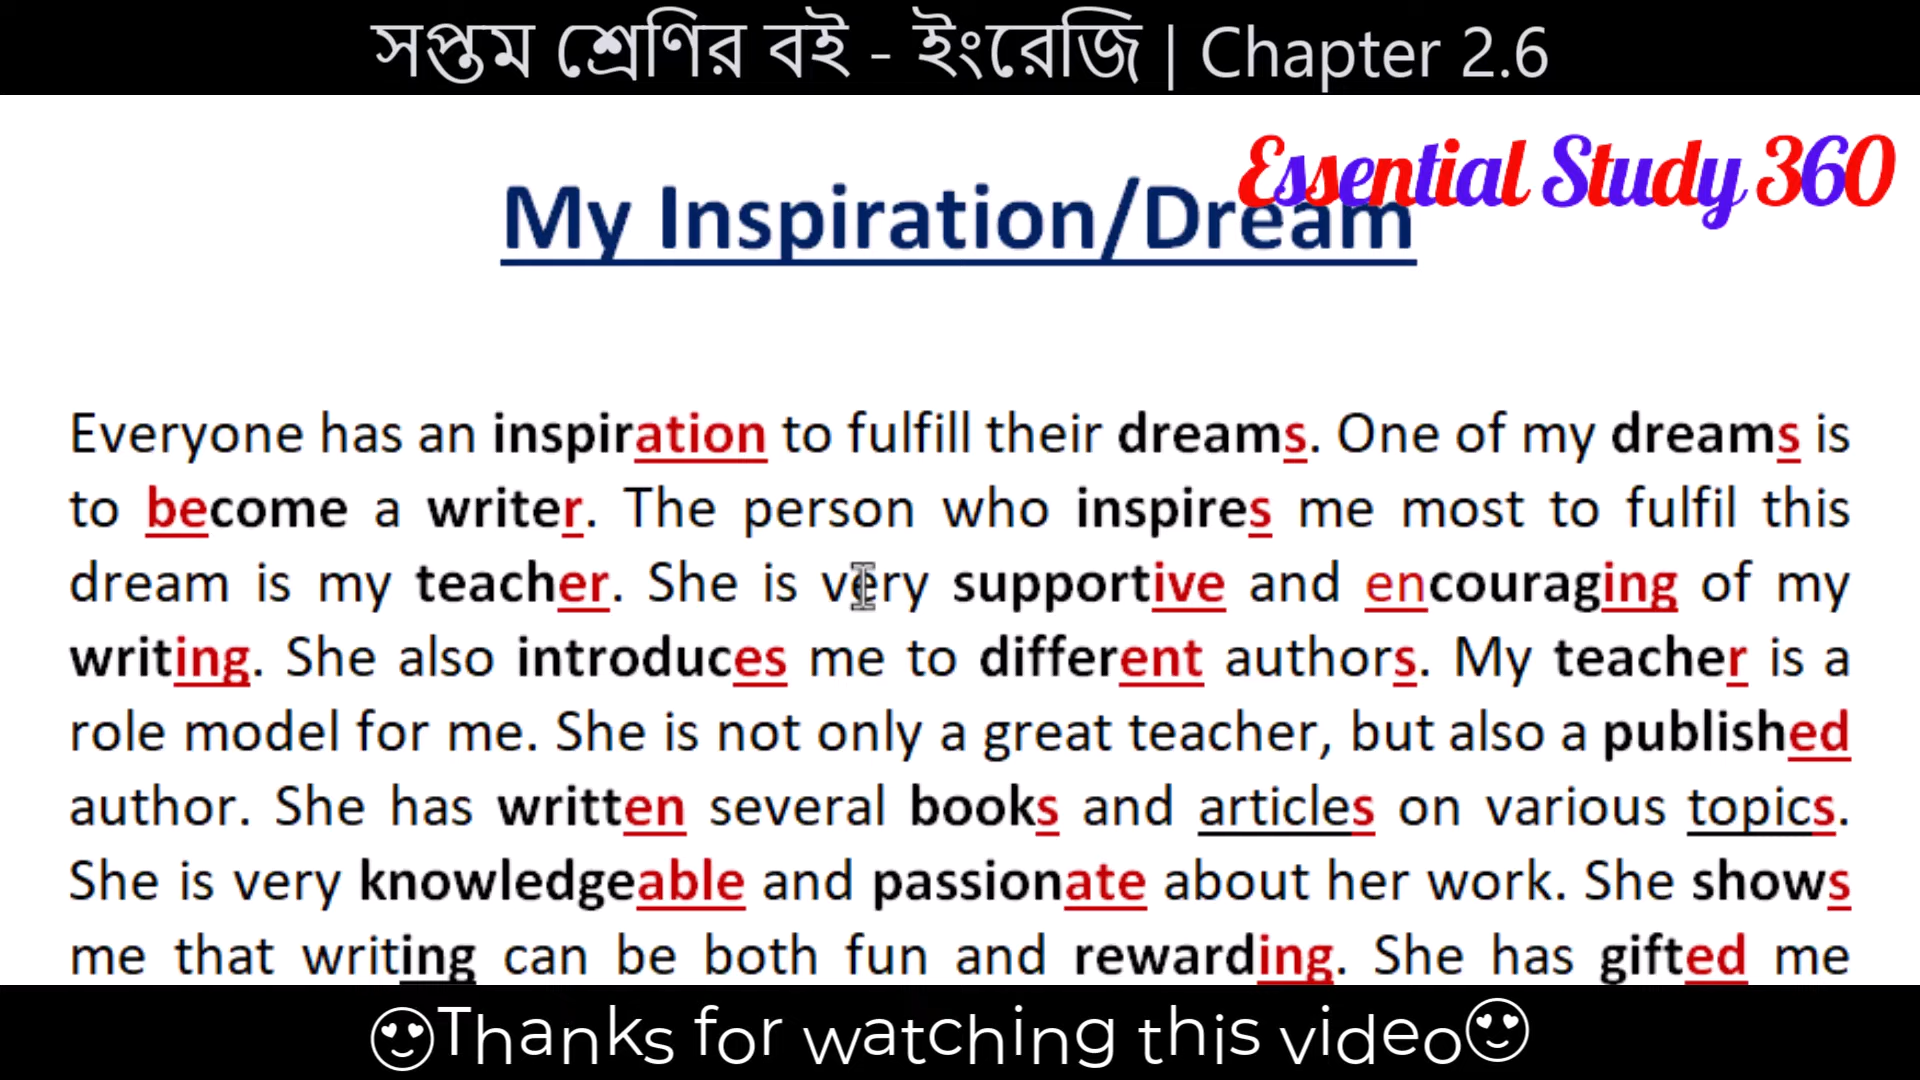 সপ্তম শ্রেণির বই - ইংরেজি | Chapter 2.6
Essential Study 360
My Inspiration/Dream
Everyone has an inspiration to fulfill their dreams. One of my dreams is
to become a writer. The person who inspires me most to fulfil this
dream is my teacher. She is very supportive and encouraging of my
writing. She also introduces me to different authors. My teacher is a
role model for me. She is not only a great teacher, but also a published
author. She has written several books and articles on various topics.
She is very knowledgeable and passionate about her work. She shows
me that writing can be both fun and rewarding. She has gifted me
😍Thanks for watching this video😍